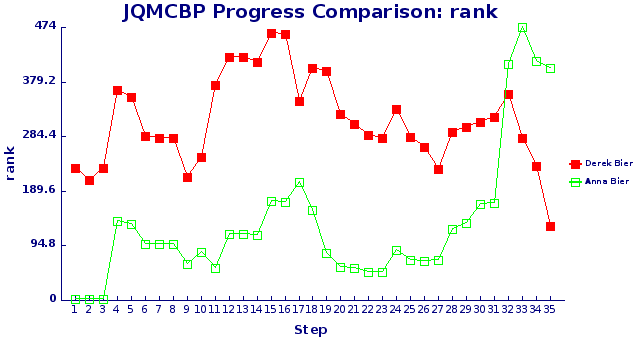 JQMCBP Progress Comparison: rank
474
379.2
284.4
189.6
94.8
0
rank
1 2 3 4 5 6 7 8 9 10 11 12 13 14 15 16 17 18 19 20 21 22 23 24 25 26 27 28 29 30 31 32 33 34 35
Step
Derek Bier
Anna Bier